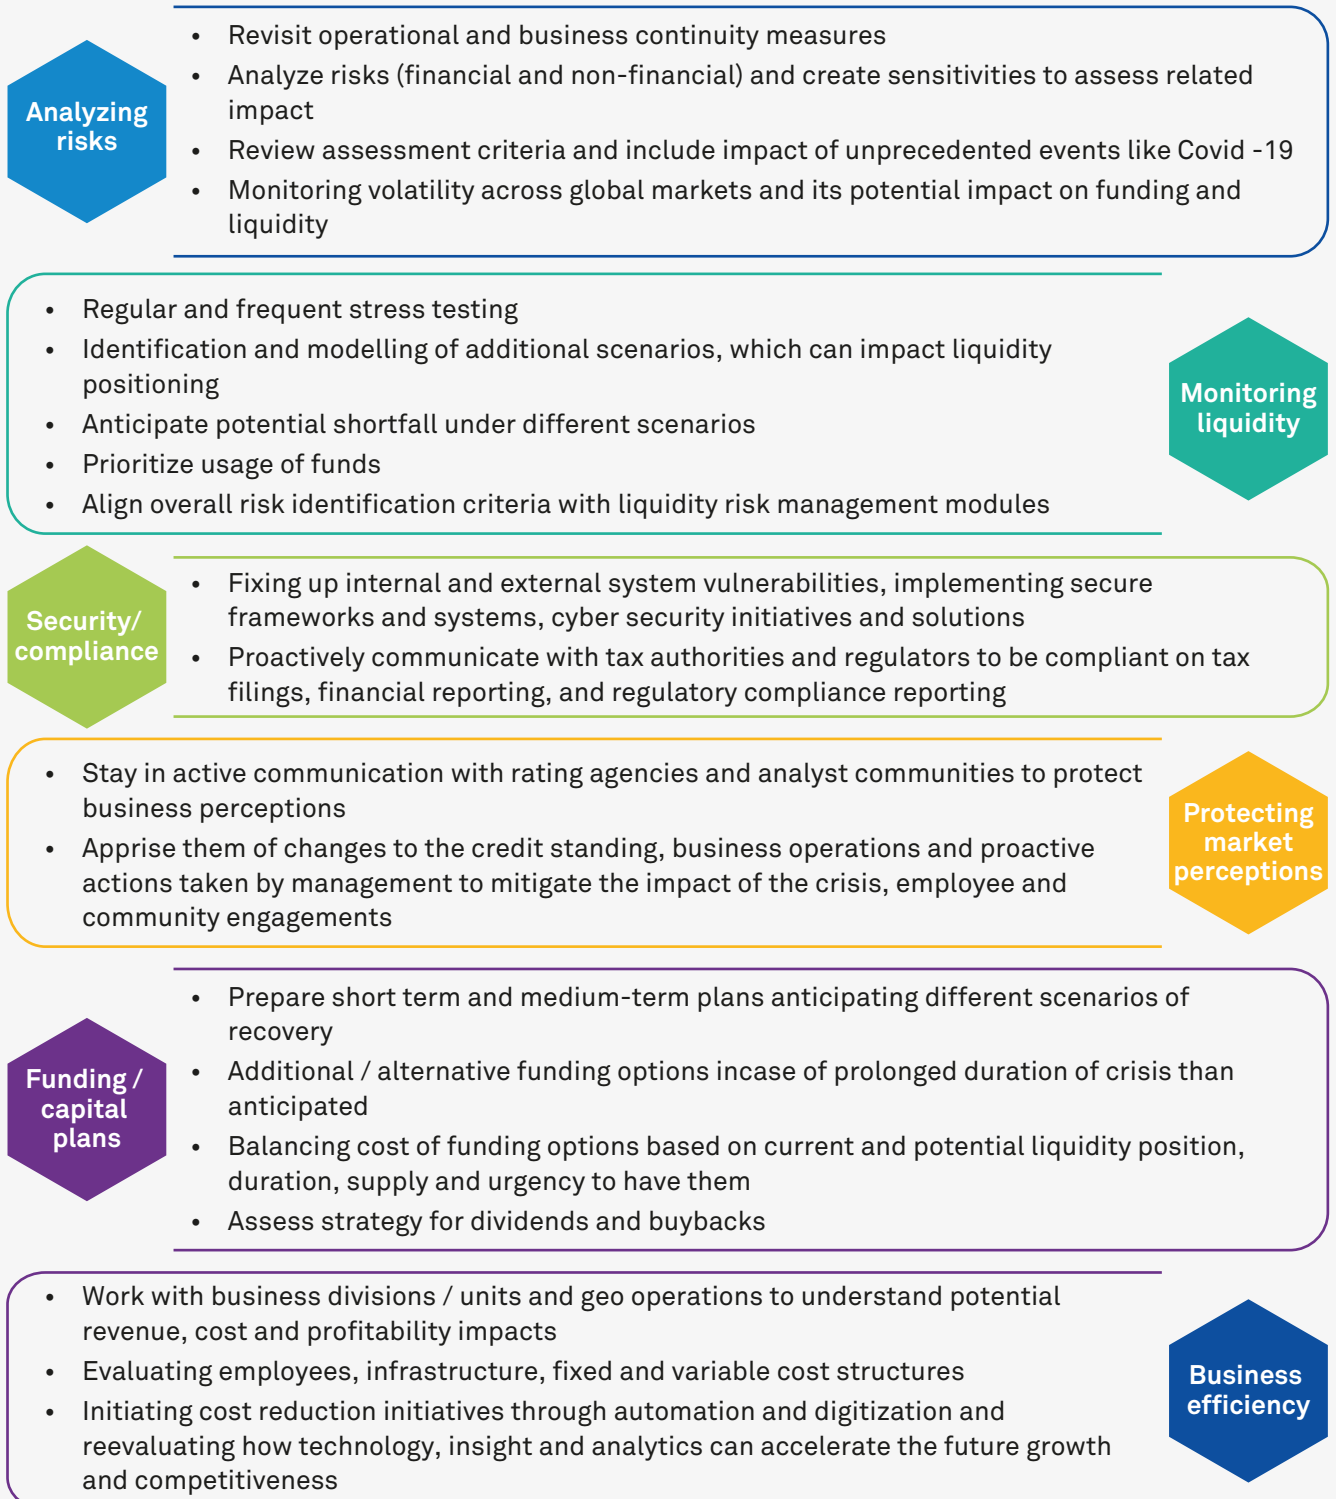 Analyzing
risks
• Revisit operational and business continuity measures
• Analyze risks (financial and non-financial) and create sensitivities to assess related
impact
• Review assessment criteria and include impact of unprecedented events like Covid -19
• Monitoring volatility across global markets and its potential impact on funding and
liquidity
• Regular and frequent stress testing
• Identification and modelling of additional scenarios, which can impact liquidity
positioning
• Anticipate potential shortfall under different scenarios
• Prioritize usage of funds
• Align overall risk identification criteria with liquidity risk management modules
Monitoring
liquidity
Security/
compliance
• Fixing up internal and external system vulnerabilities, implementing secure
frameworks and systems, cyber security initiatives and solutions
• Proactively communicate with tax authorities and regulators to be compliant on tax
filings, financial reporting, and regulatory compliance reporting
• Stay in active communication with rating agencies and analyst communities to protect
business perceptions
• Apprise them of changes to the credit standing, business operations and proactive
actions taken by management to mitigate the impact of the crisis, employee and
community engagements
Protecting
market
perceptions
Funding /
capital
plans
• Prepare short term and medium-term plans anticipating different scenarios of
recovery
• Additional / alternative funding options incase of prolonged duration of crisis than
anticipated
• Balancing cost of funding options based on current and potential liquidity position,
duration, supply and urgency to have them
• Assess strategy for dividends and buybacks
• Work with business divisions / units and geo operations to understand potential
revenue, cost and profitability impacts
• Evaluating employees, infrastructure, fixed and variable cost structures
• Initiating cost reduction initiatives through automation and digitization and
reevaluating how technology, insight and analytics can accelerate the future growth
and competitiveness
Business
efficiency